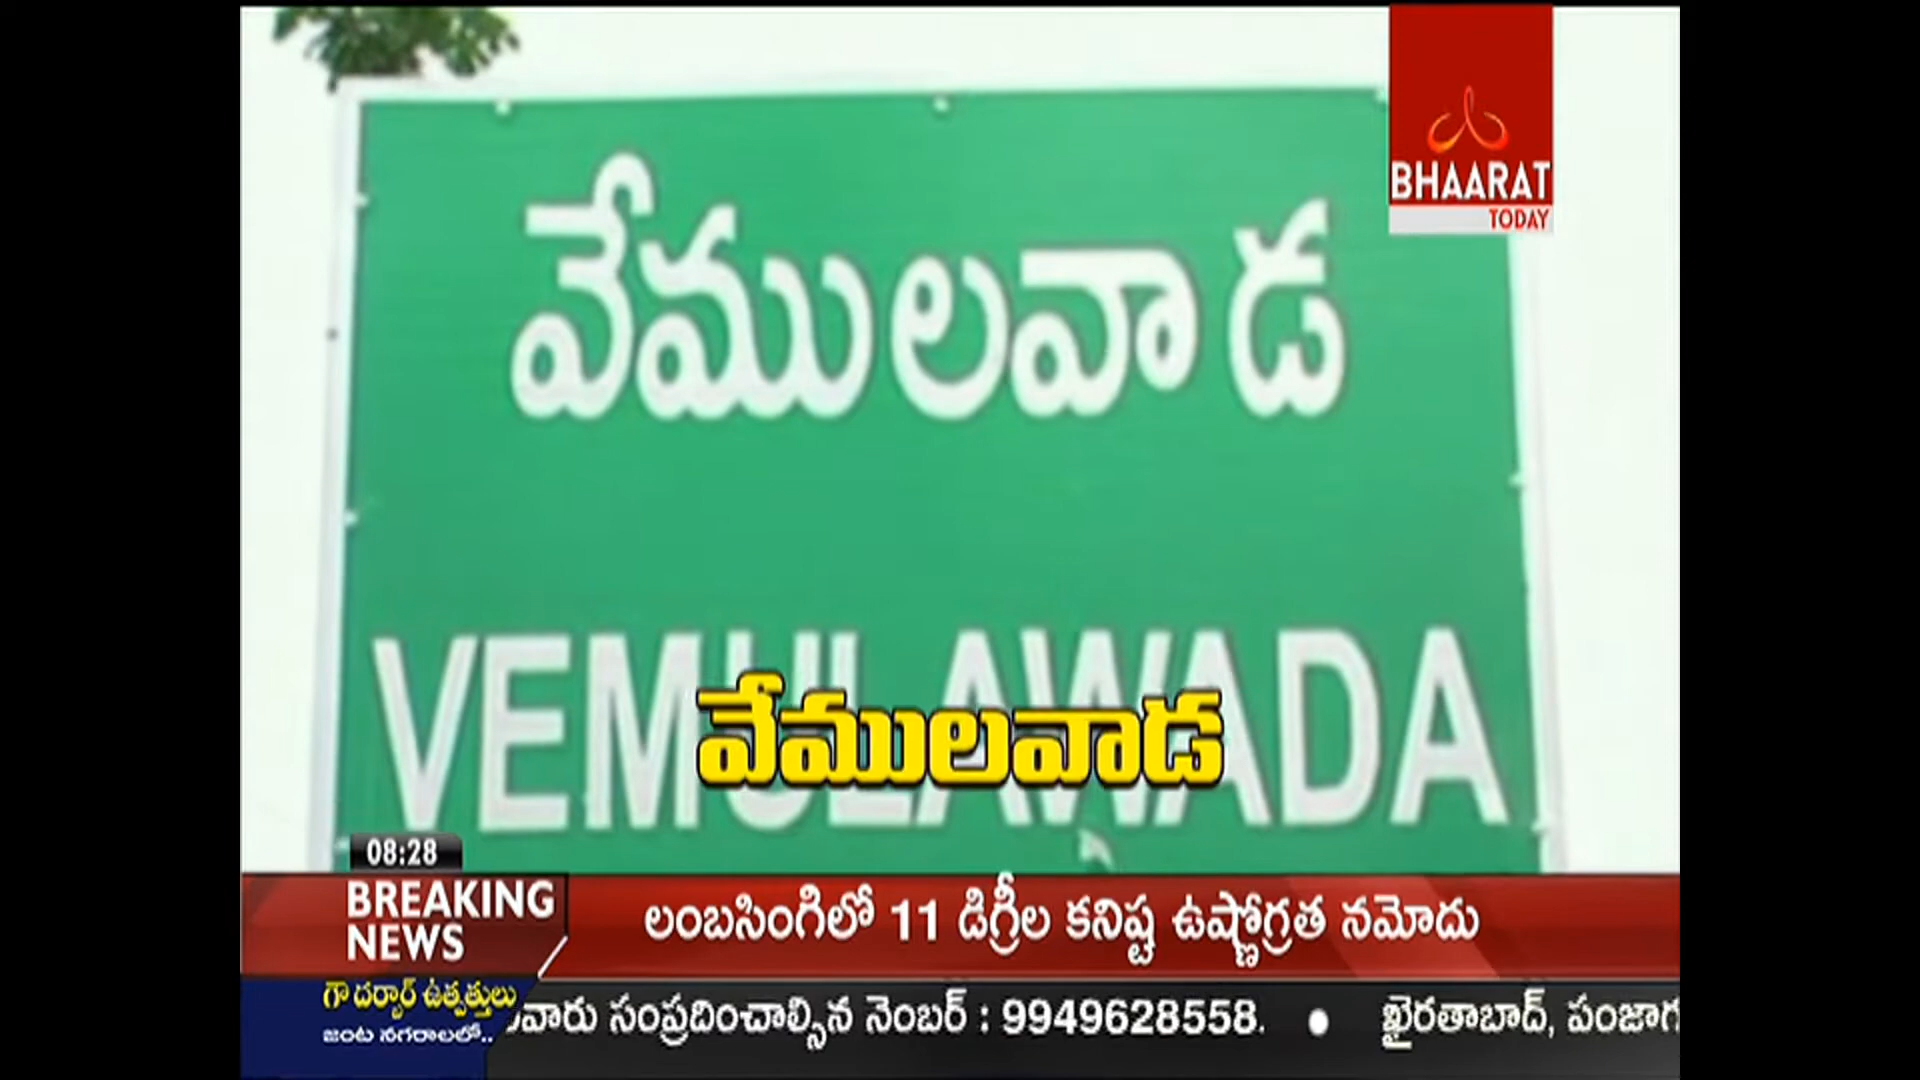 BHAARAT
TODAY
వేములవాడ
VEMULAWADA
వేములవాడ
08:28
BREAKING
NEWS
లంబసింగిలో 11 డిగ్రీల కనిష్ట ఉష్ణోగ్రత నమోదు
గౌ దర్బార్ ఉత్పత్తులు
జంట నగరాలలో..
వారు సంప్రదించాల్సిన నెంబర్ : 9949628558. • ఖైరతాబాద్, పంజాగ